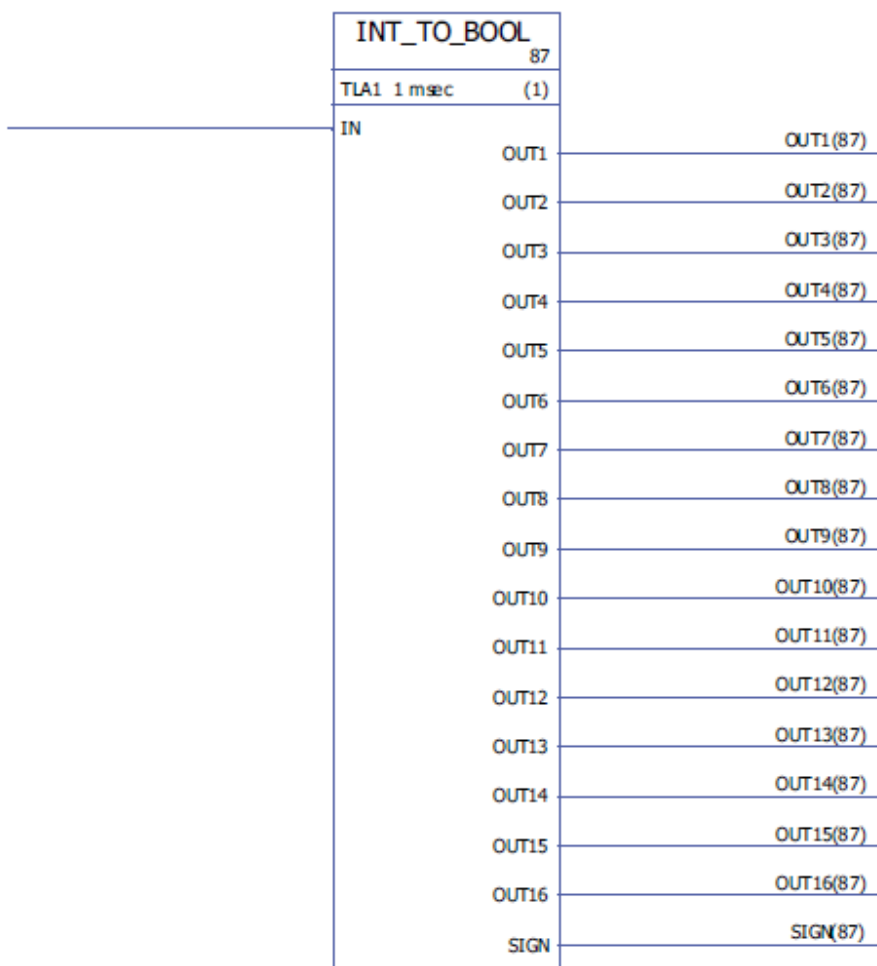 INT_TO_BOOL
87
TLA1 1 msec (1)
IN
OUT1 OUT1(87)
OUT2 OUT2(87)
OUT3 OUT3(87)
OUT4 OUT4(87)
OUT5 OUT5(87)
OUT6 OUT6(87)
OUT7 OUT7(87)
OUT8 OUT8(87)
OUT9 OUT9(87)
OUT10 OUT10(87)
OUT11 OUT11(87)
OUT12 OUT12(87)
OUT13 OUT13(87)
OUT14 OUT14(87)
OUT15 OUT15(87)
OUT16 OUT16(87)
SIGN SIGN(87)